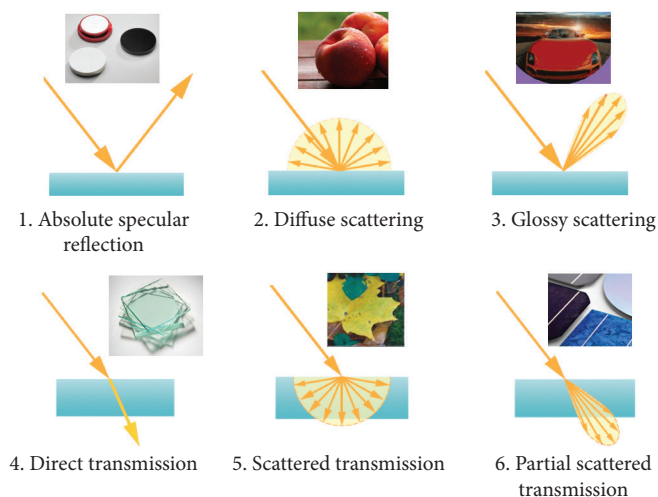 1. Absolute specular
reflection
2. Diffuse scattering
3. Glossy scattering
4. Direct transmission
5. Scattered transmission
6. Partial scattered
transmission